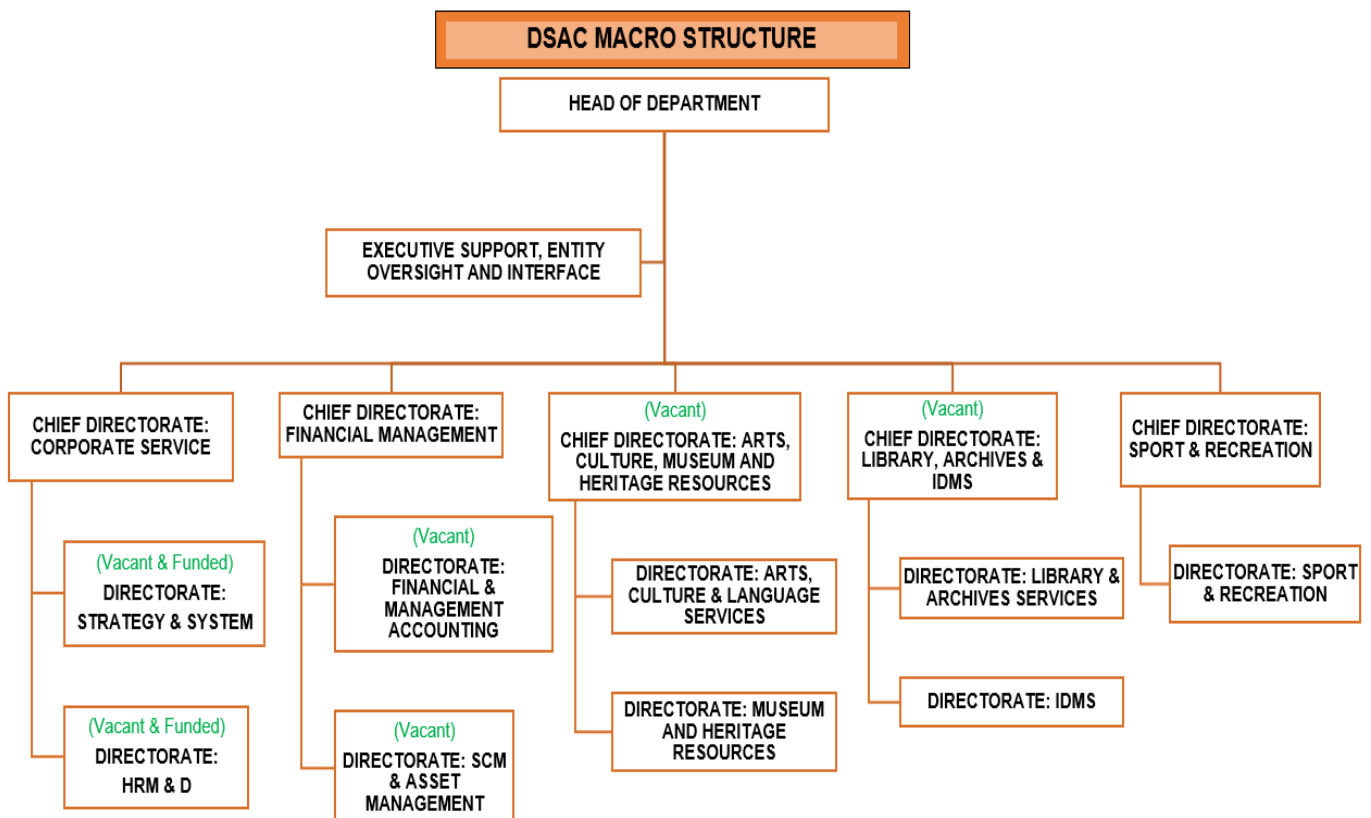 DSAC MACRO STRUCTURE
HEAD OF DEPARTMENT
EXECUTIVE SUPPORT, ENTITY
OVERSIGHT AND INTERFACE
CHIEF DIRECTORATE:
CORPORATE SERVICE
(Vacant & Funded)
DIRECTORATE:
STRATEGY & SYSTEM
(Vacant & Funded)
DIRECTORATE:
HRM & D
CHIEF DIRECTORATE:
FINANCIAL MANAGEMENT
(Vacant)
DIRECTORATE:
FINANCIAL &
MANAGEMENT
ACCOUNTING
(Vacant)
DIRECTORATE: SCM
& ASSET
MANAGEMENT
(Vacant)
CHIEF DIRECTORATE: ARTS,
CULTURE, MUSEUM AND
HERITAGE RESOURCES
DIRECTORATE: ARTS,
CULTURE & LANGUAGE
SERVICES
DIRECTORATE: MUSEUM
AND HERITAGE
RESOURCES
(Vacant)
CHIEF DIRECTORATE:
LIBRARY, ARCHIVES &
IDMS
DIRECTORATE: LIBRARY &
ARCHIVES SERVICES
DIRECTORATE: IDMS
CHIEF DIRECTORATE:
SPORT & RECREATION
DIRECTORATE: SPORT
& RECREATION